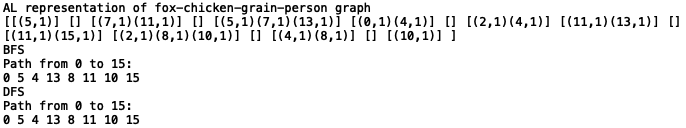 AL representation of fox-chicken-grain-person graph
[[(5,1)] [] [(7,1)(11,1)] [] [(5,1)(7,1)(13,1)] [(0,1)(4,1)] [] [(2,1)(4,1)] [(11,1)(13,1)] []
[(11,1)(15,1)] [(2,1)(8,1)(10,1)] [] [(4,1)(8,1)] [] [(10,1)] ]
BFS
Path from 0 to 15:
0 5 4 13 8 11 10 15
DFS
Path from 0 to 15:
0 5 4 13 8 11 10 15